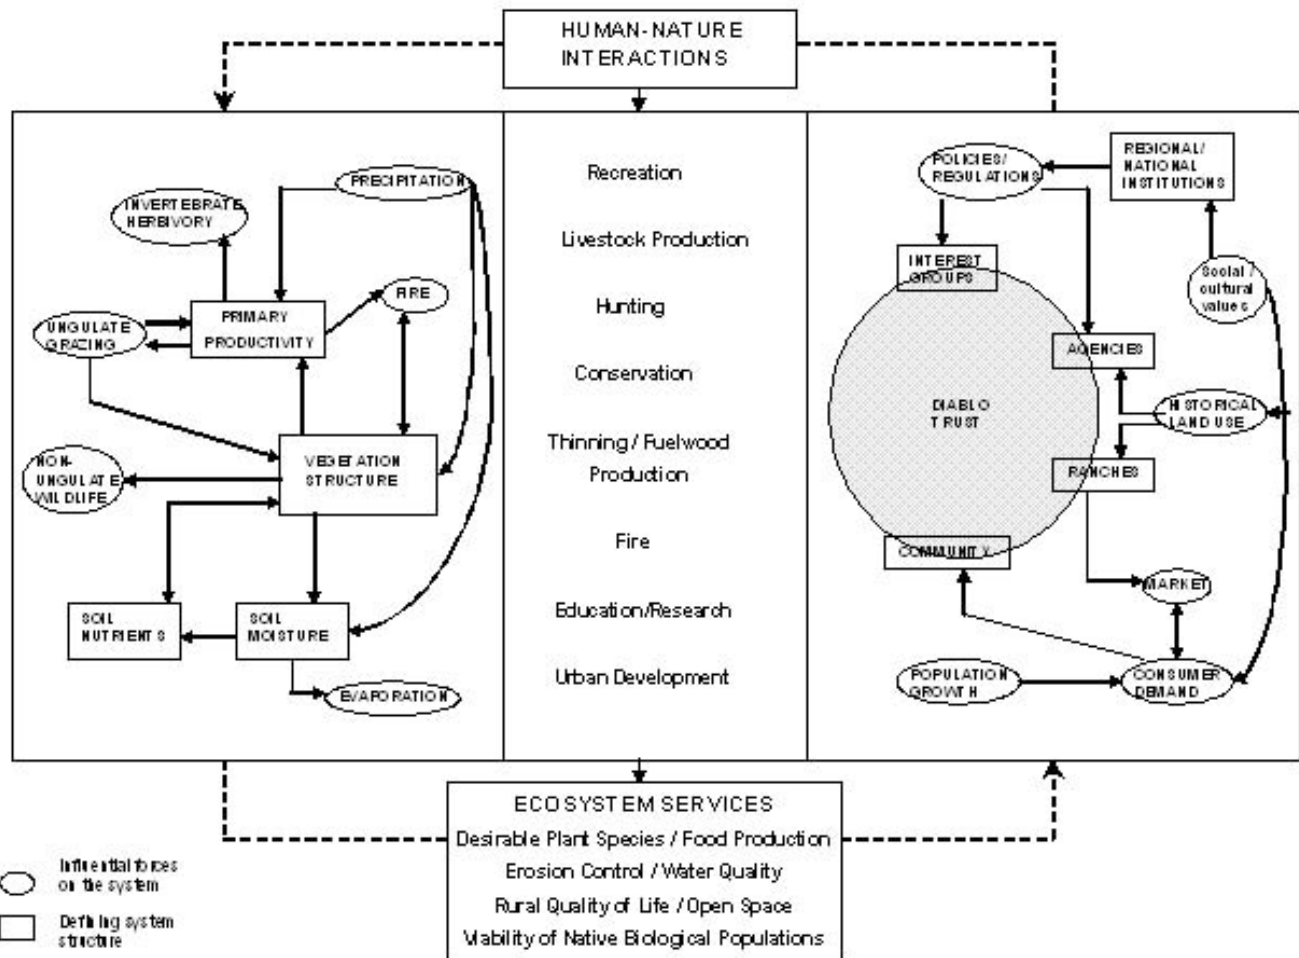 HUMAN-NATURE
INTERACTIONS
PRECIPITATION
INVERTEBRATE
HERBIVORY
FIRE
PRIMARY
PRODUCTIVITY
UNGULATE
GRAZING
VEGETATION
STRUCTURE
NON-
UNGULATE
WILDLIFE
SOIL
NUTRIENTS
SOIL
MOISTURE
EVAPORATION
Recreation
Livestock Production
Hunting
Conservation
Thinning / Fuelwood
Production
Fire
Education/Research
Urban Development
POLICIES/
REGULATIONS
REGIONAL/
NATIONAL
INSTITUTIONS
INTEREST
GROUPS
Social /
cultural
values
AGENCIES
DIABLO
TRUST
HISTORICAL
LAND USE
RANCHES
COMMUNITY
MARKET
POPULATION
GROWTH
CONSUMER
DEMAND
ECOSYSTEM SERVICES
Desirable Plant Species / Food Production
Erosion Control / Water Quality
Rural Quality of Life / Open Space
Viability of Native Biological Populations
Influential forces
on the system
Defining system
structure